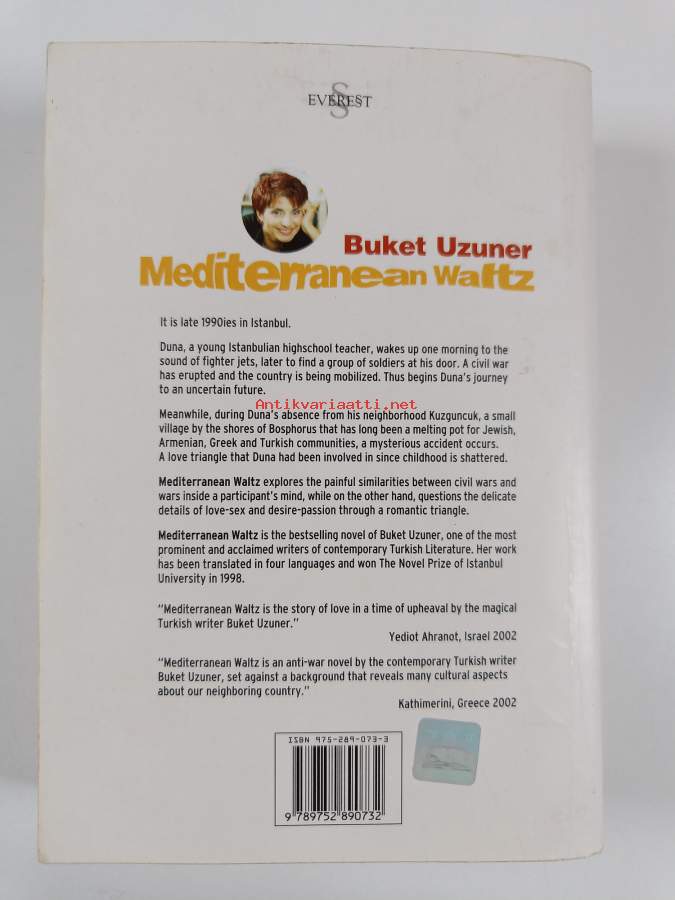 EVEREST
Buket Uzuner
Mediterranean Waltz
It is late 1990ies in Istanbul.
Duna, a young Istanbulian highschool teacher, wakes up one morning to the
sound of fighter jets, later to find a group of soldiers at his door. A civil war
has erupted and the country is being mobilized. Thus begins Duna's journey
to an uncertain future.
Antikvariaatti.net
Meanwhile, during Duna's absence from his neighborhood Kuzguncuk, a small
village by the shores of Bosphorus that has long been a melting pot for Jewish,
Armenian, Greek and Turkish communities, a mysterious accident occurs.
A love triangle that Duna had been involved in since childhood is shattered.
Mediterranean Waltz explores the painful similarities between civil wars and
wars inside a participant's mind, while on the other hand, questions the delicate
details of love-sex and desire-passion through a romantic triangle.
Mediterranean Waltz is the bestselling novel of Buket Uzuner, one of the most
prominent and acclaimed writers of contemporary Turkish Literature. Her work
has been translated in four languages and won The Novel Prize of Istanbul
University in 1998.
"Mediterranean Waltz is the story of love in a time of upheaval by the magical
Turkish writer Buket Uzuner."
Yediot Ahranot, Israel 2002
"Mediterranean Waltz is an anti-war novel by the contemporary Turkish writer
Buket Uzuner, set against a background that reveals many cultural aspects
about our neighboring country."
Kathimerini, Greece 2002
ISBN 975-289-073-3
9 789752 890732